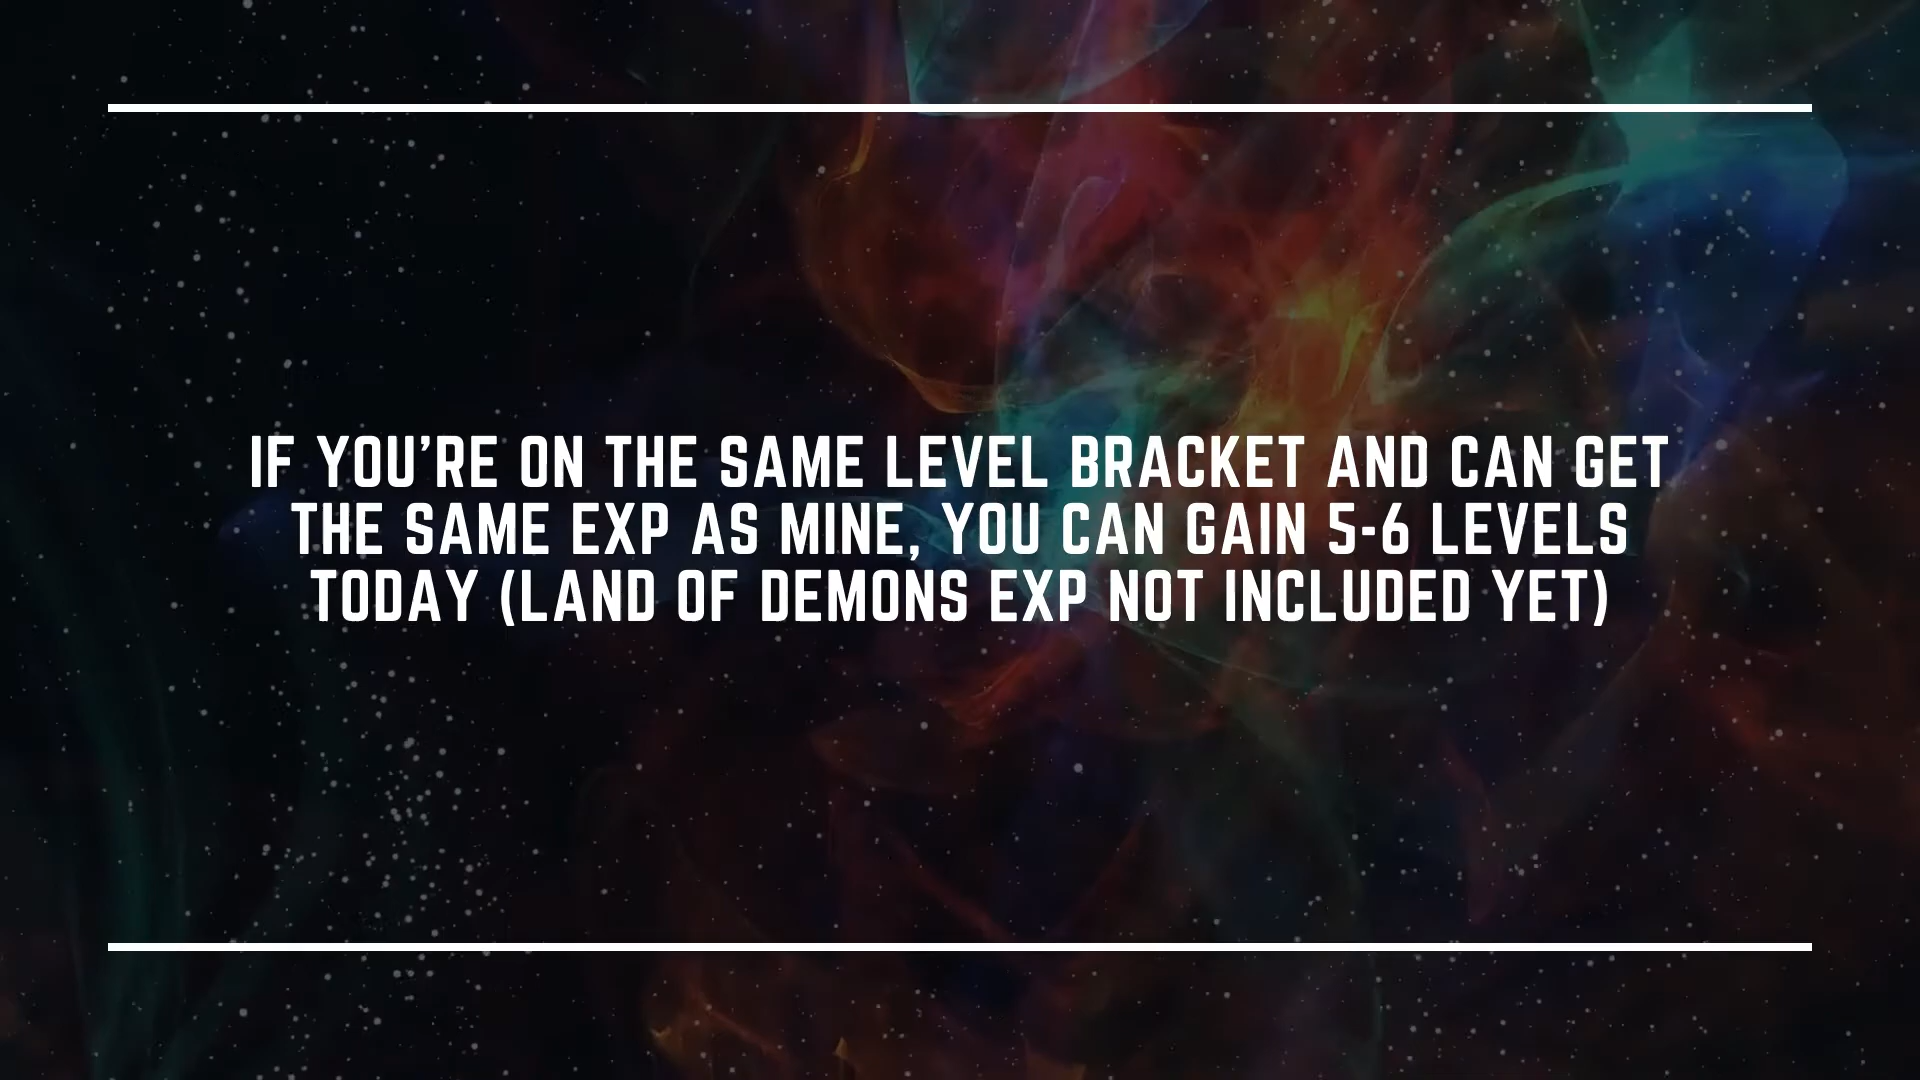 IF YOU'RE ON THE SAME LEVEL BRACKET AND CAN GET
THE SAME EXP AS MINE, YOU CAN GAIN 5-6 LEVELS
TODAY (LAND OF DEMONS EXP NOT INCLUDED YET)